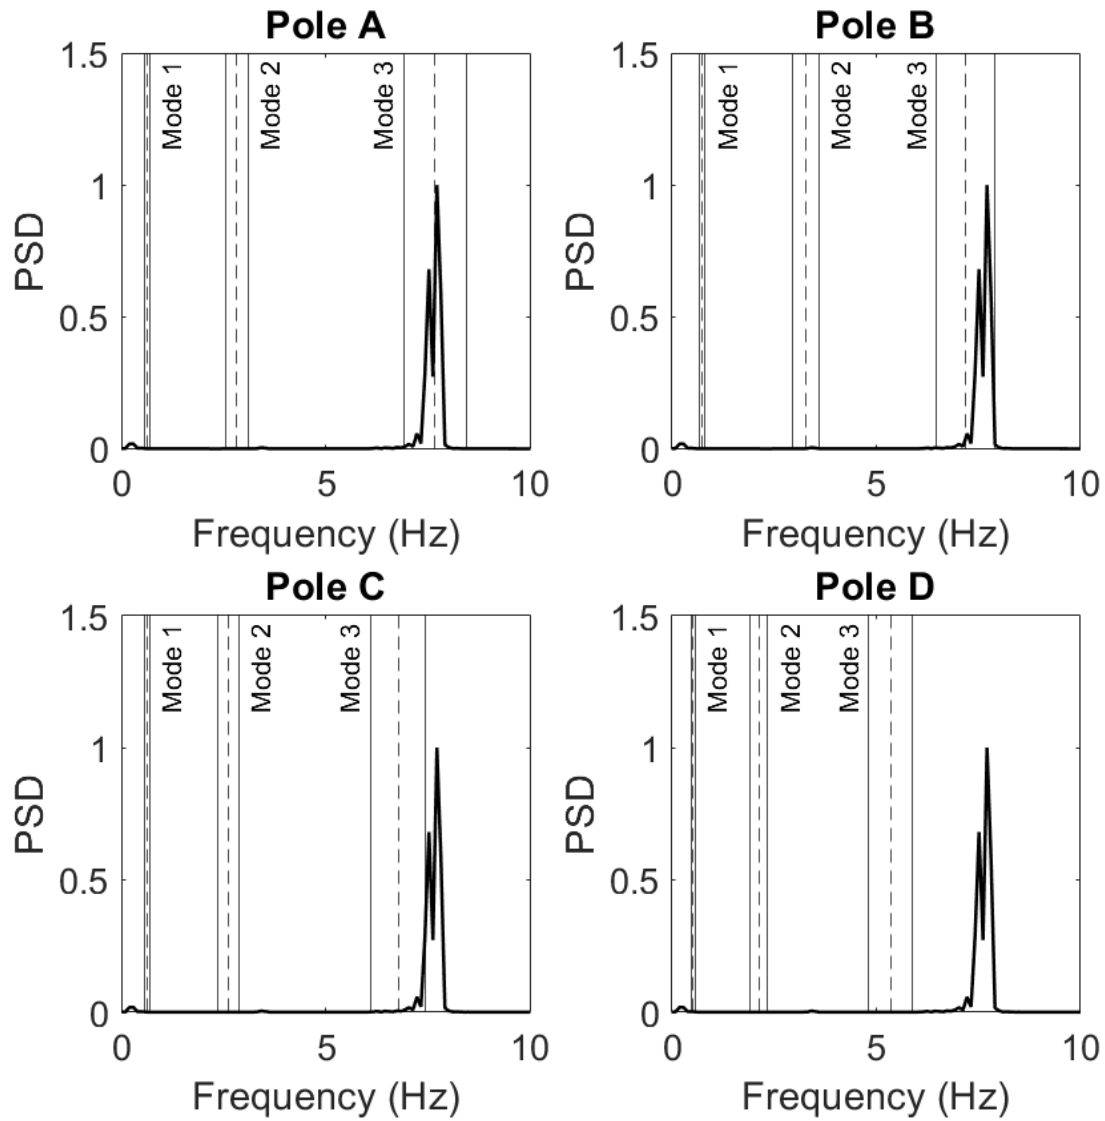 Pole A
1.5
1
0.5
0
PSD
Mode 1
Mode 2
Mode 3
0 5 10
Frequency (Hz)
Pole B
1.5
1
0.5
0
PSD
Mode 1
Mode 2
Mode 3
0 5 10
Frequency (Hz)
Pole C
1.5
1
0.5
0
PSD
Mode 1
Mode 2
Mode 3
0 5 10
Frequency (Hz)
Pole D
1.5
1
0.5
0
PSD
Mode 1
Mode 2
Mode 3
0 5 10
Frequency (Hz)